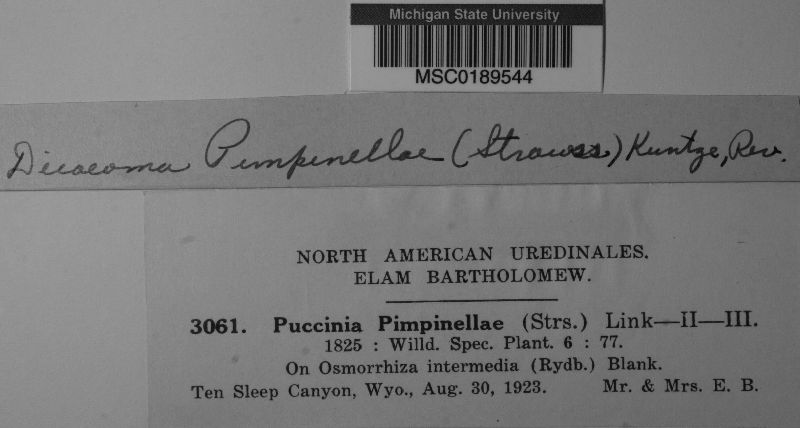 Michigan State University
MSC0189544
Dicaeoma Pimpinellae (Strauss) Kuntze, Rev.
NORTH AMERICAN UREDINALES.
ELAM BARTHOLOMEW.
3061. Puccinia Pimpinellae (Strs.) Link—II—III.
1825 : Willd. Spec. Plant. 6 : 77.
On Osmorrhiza intermedia (Rydb.) Blank.
Ten Sleep Canyon, Wyo., Aug. 30, 1923. Mr. & Mrs. E. B.